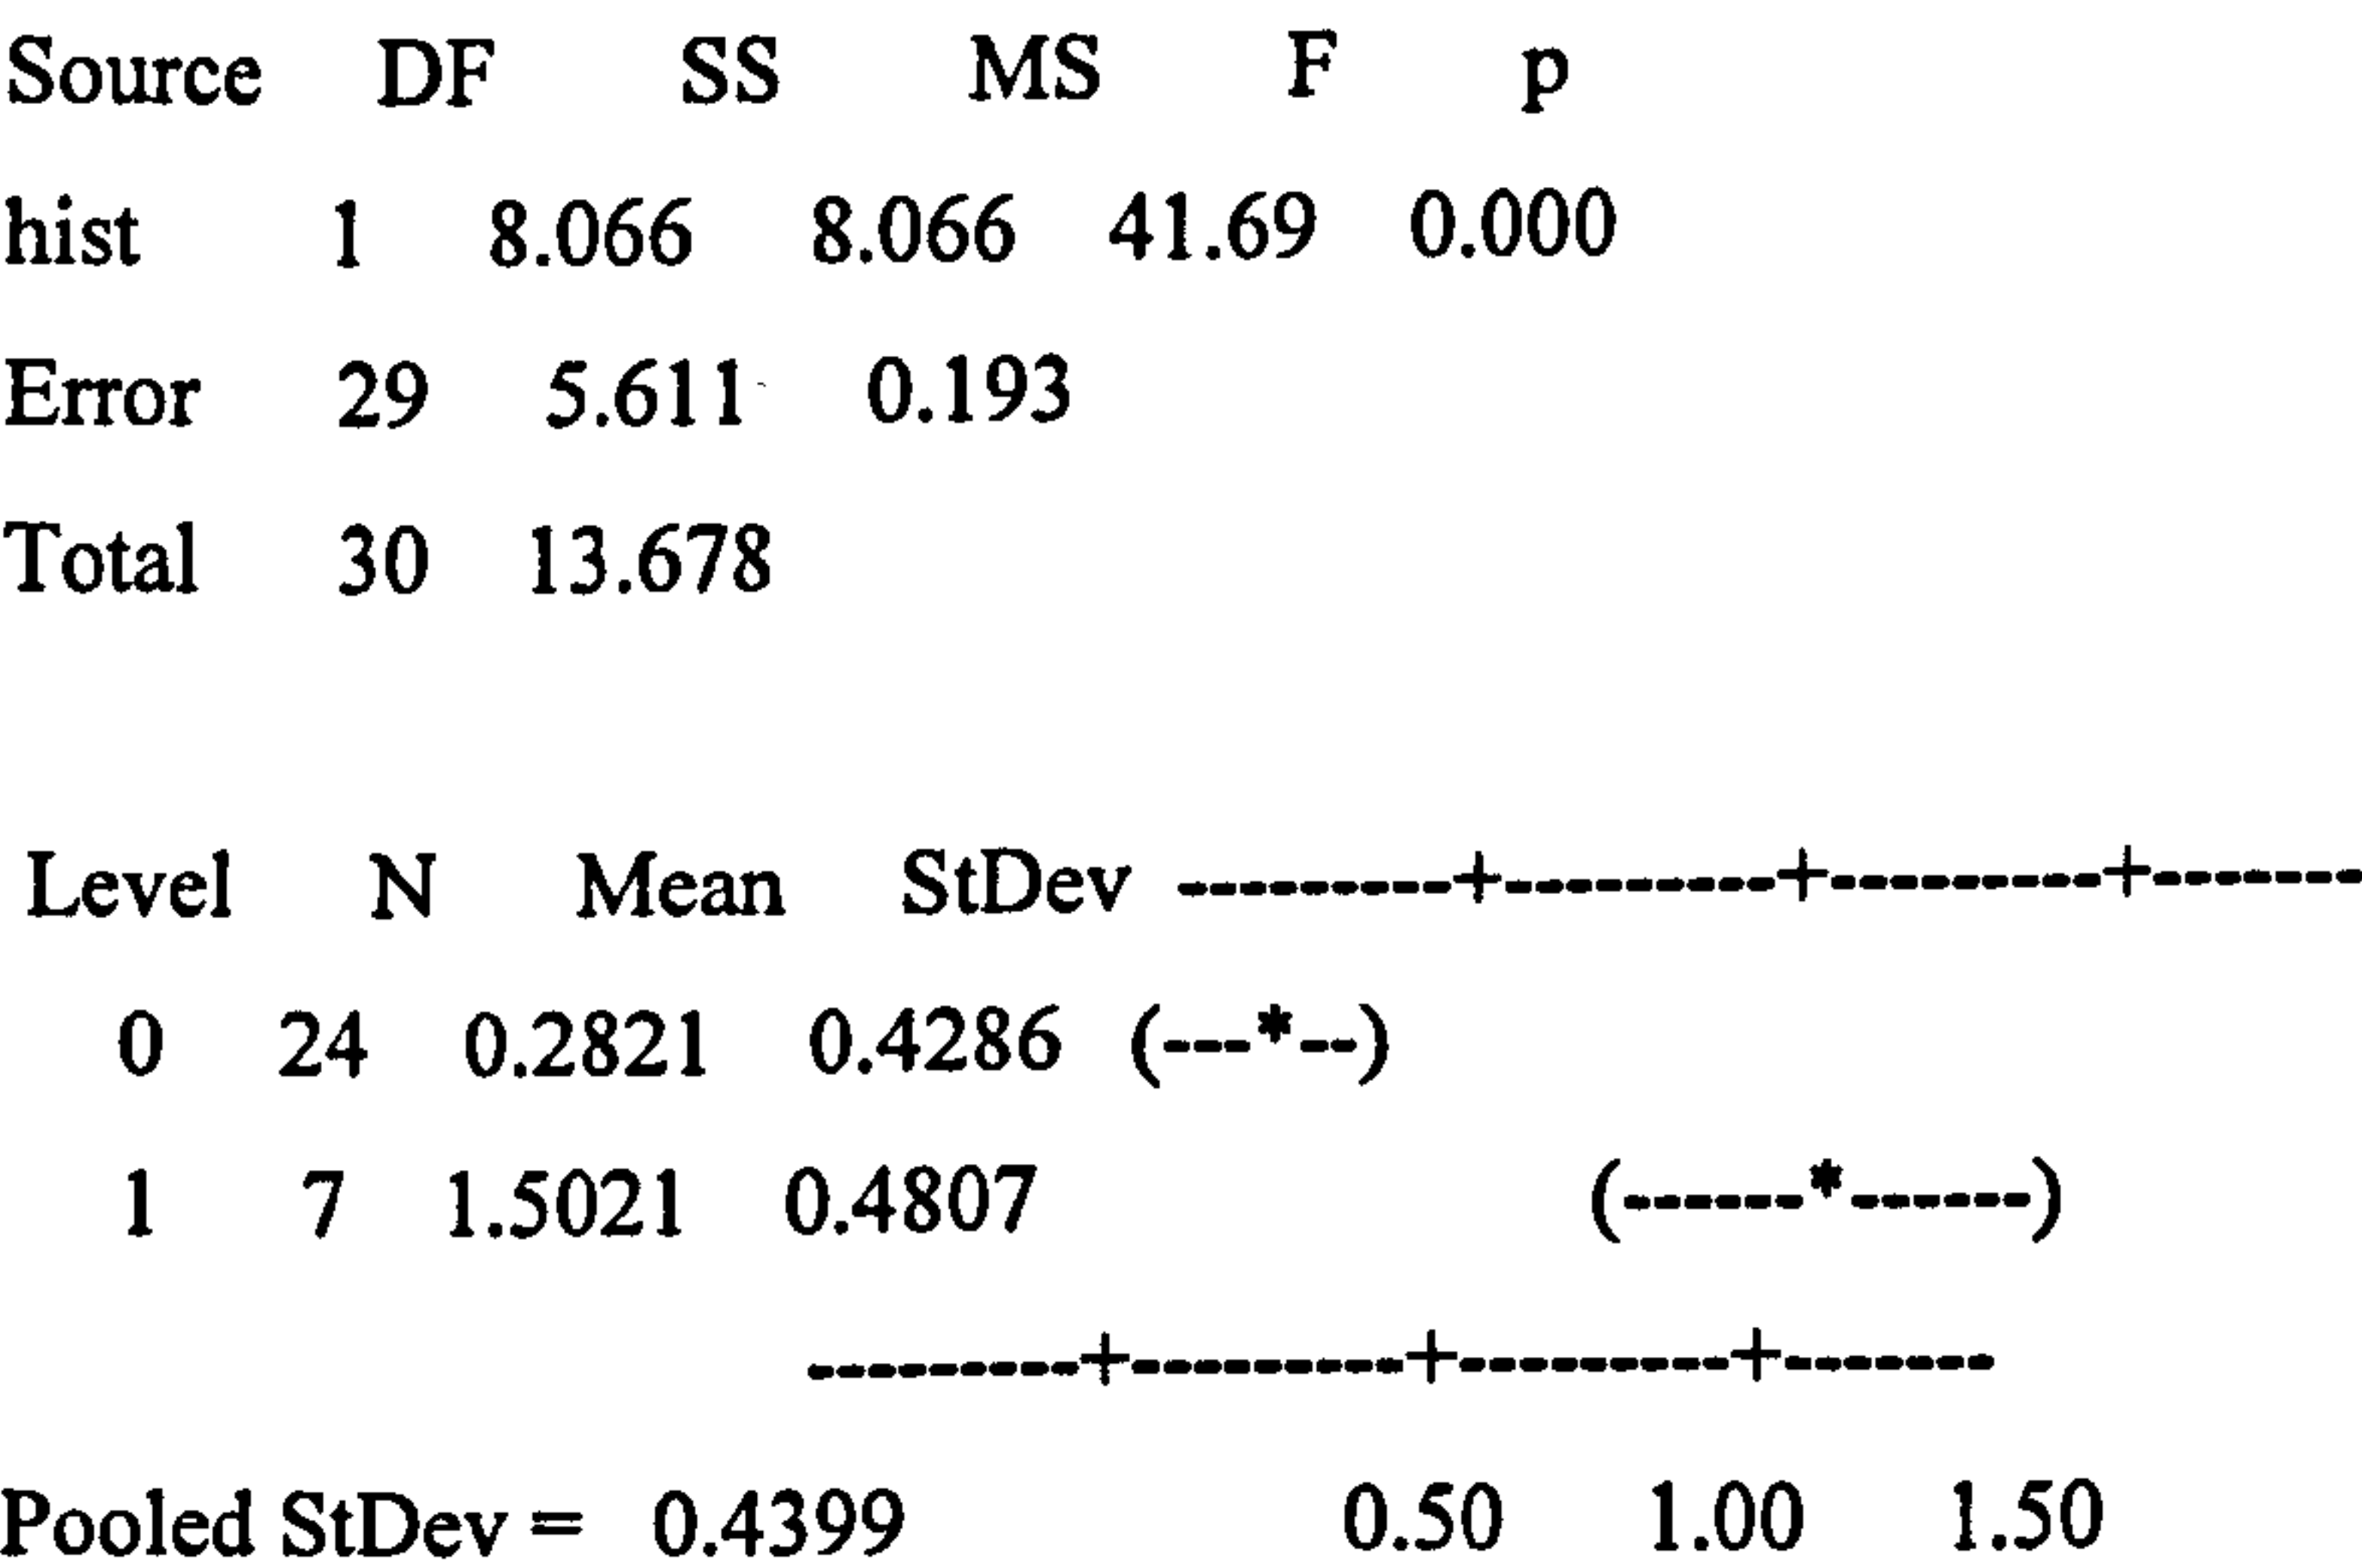 Source DF SS MS F p
hist 1 8.066 8.066 41.69 0.000
Error 29 5.611 0.193
Total 30 13.678
Level N Mean StDev ---------+---------+---------+-------
0 24 0.2821 0.4286 (---*--)
1 7 1.5021 0.4807 (------*------)
---------+---------+---------+-------
Pooled StDev = 0.4399 0.50 1.00 1.50